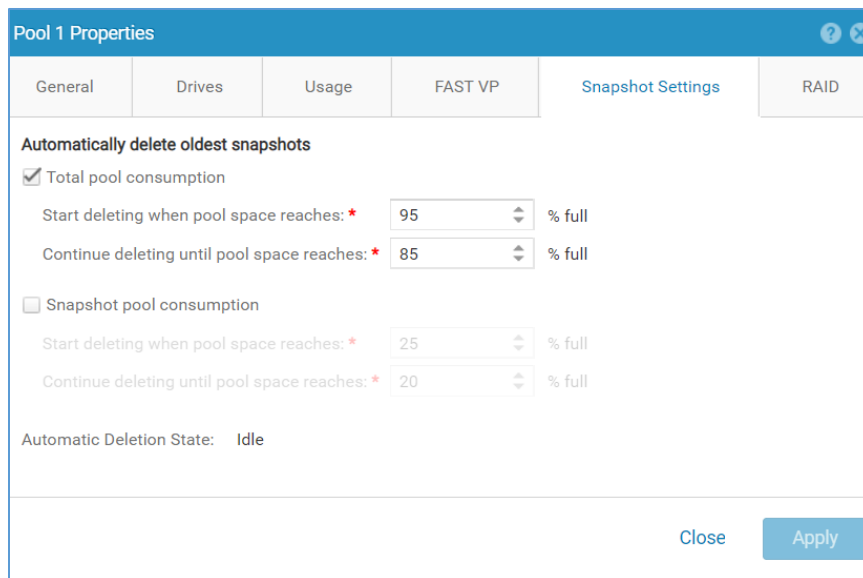 Pool 1 Properties
General Drives Usage FAST VP Snapshot Settings RAID
Automatically delete oldest snapshots
Total pool consumption
Start deleting when pool space reaches: * 95 % full
Continue deleting until pool space reaches: * 85 % full
Snapshot pool consumption
Start deleting when pool space reaches: * 25 % full
Continue deleting until pool space reaches: * 20 % full
Automatic Deletion State: Idle
Close Apply